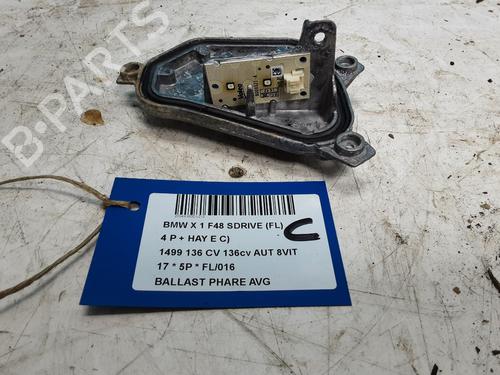 B-PARTS
BMW X 1 F48 SDRIVE (FL)
4 P + HAY E C)
C
1499 136 CV 136cv AUT 8VIT
17 * 5P * FL/016
BALLAST PHARE AVG